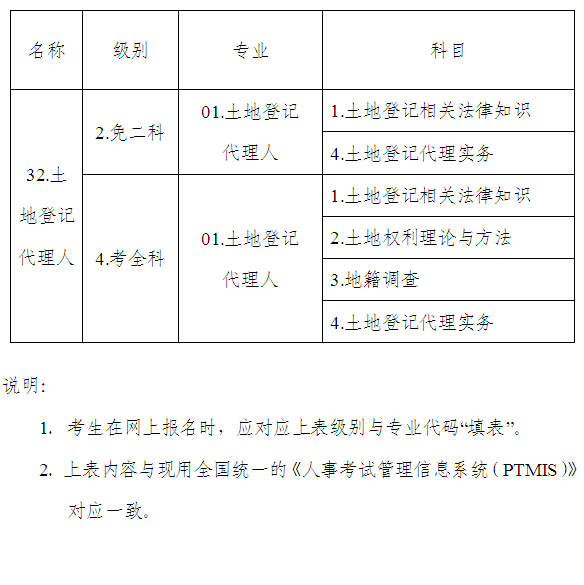 名称 级别 专业 科目
32.土
地登记
代理人
2.免二科
01.土地登记
代理人
1.土地登记相关法律知识
4.土地登记代理实务
4.考全科
01.土地登记
代理人
1.土地登记相关法律知识
2.土地权利理论与方法
3.地籍调查
4.土地登记代理实务
说明:
1. 考生在网上报名时，应对应上表级别与专业代码“填表”。
2. 上表内容与现用全国统一的《人事考试管理信息系统（PTMIS）》
对应一致。